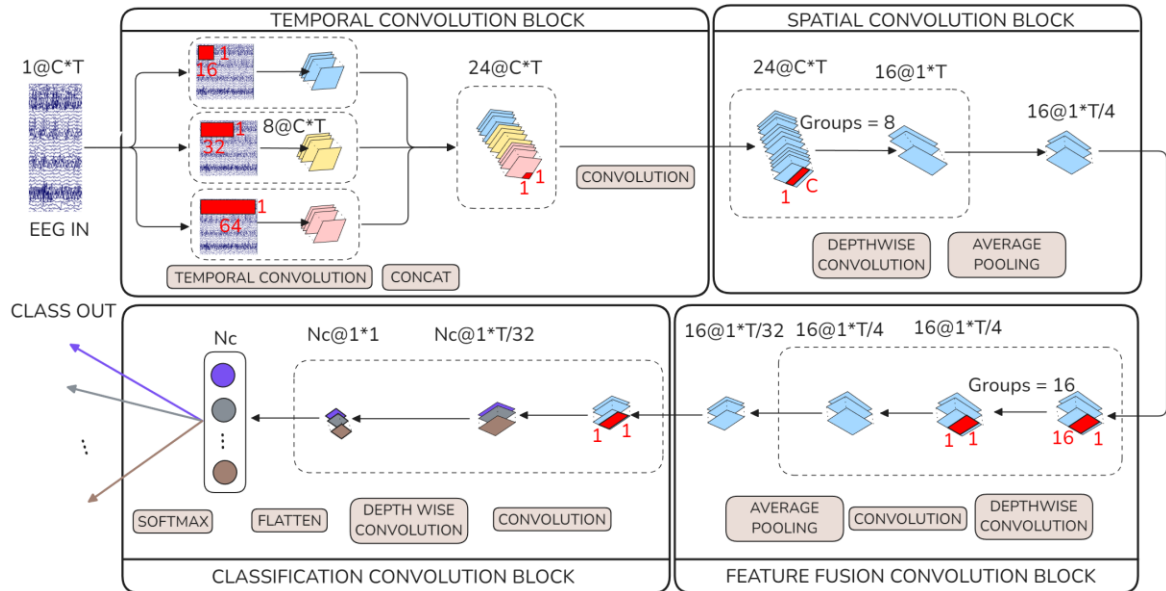 TEMPORAL CONVOLUTION BLOCK
1@C*T
EEG IN
1
16
1
32
8@C*T
1
64
TEMPORAL CONVOLUTION
CONCAT
24@C*T
1
1
CONVOLUTION
SPATIAL CONVOLUTION BLOCK
24@C*T
16@1*T
Groups = 8
16@1*T/4
1
C
DEPTHWISE
CONVOLUTION
AVERAGE
POOLING
16@1*T/32
16@1*T/4
16@1*T/4
Groups = 16
16
1
1
1
AVERAGE
POOLING
CONVOLUTION
DEPTHWISE
CONVOLUTION
FEATURE FUSION CONVOLUTION BLOCK
CLASS OUT
Nc
Nc@1*1
Nc@1*T/32
1
1
...
...
SOFTMAX
FLATTEN
DEPTH WISE
CONVOLUTION
CONVOLUTION
CLASSIFICATION CONVOLUTION BLOCK